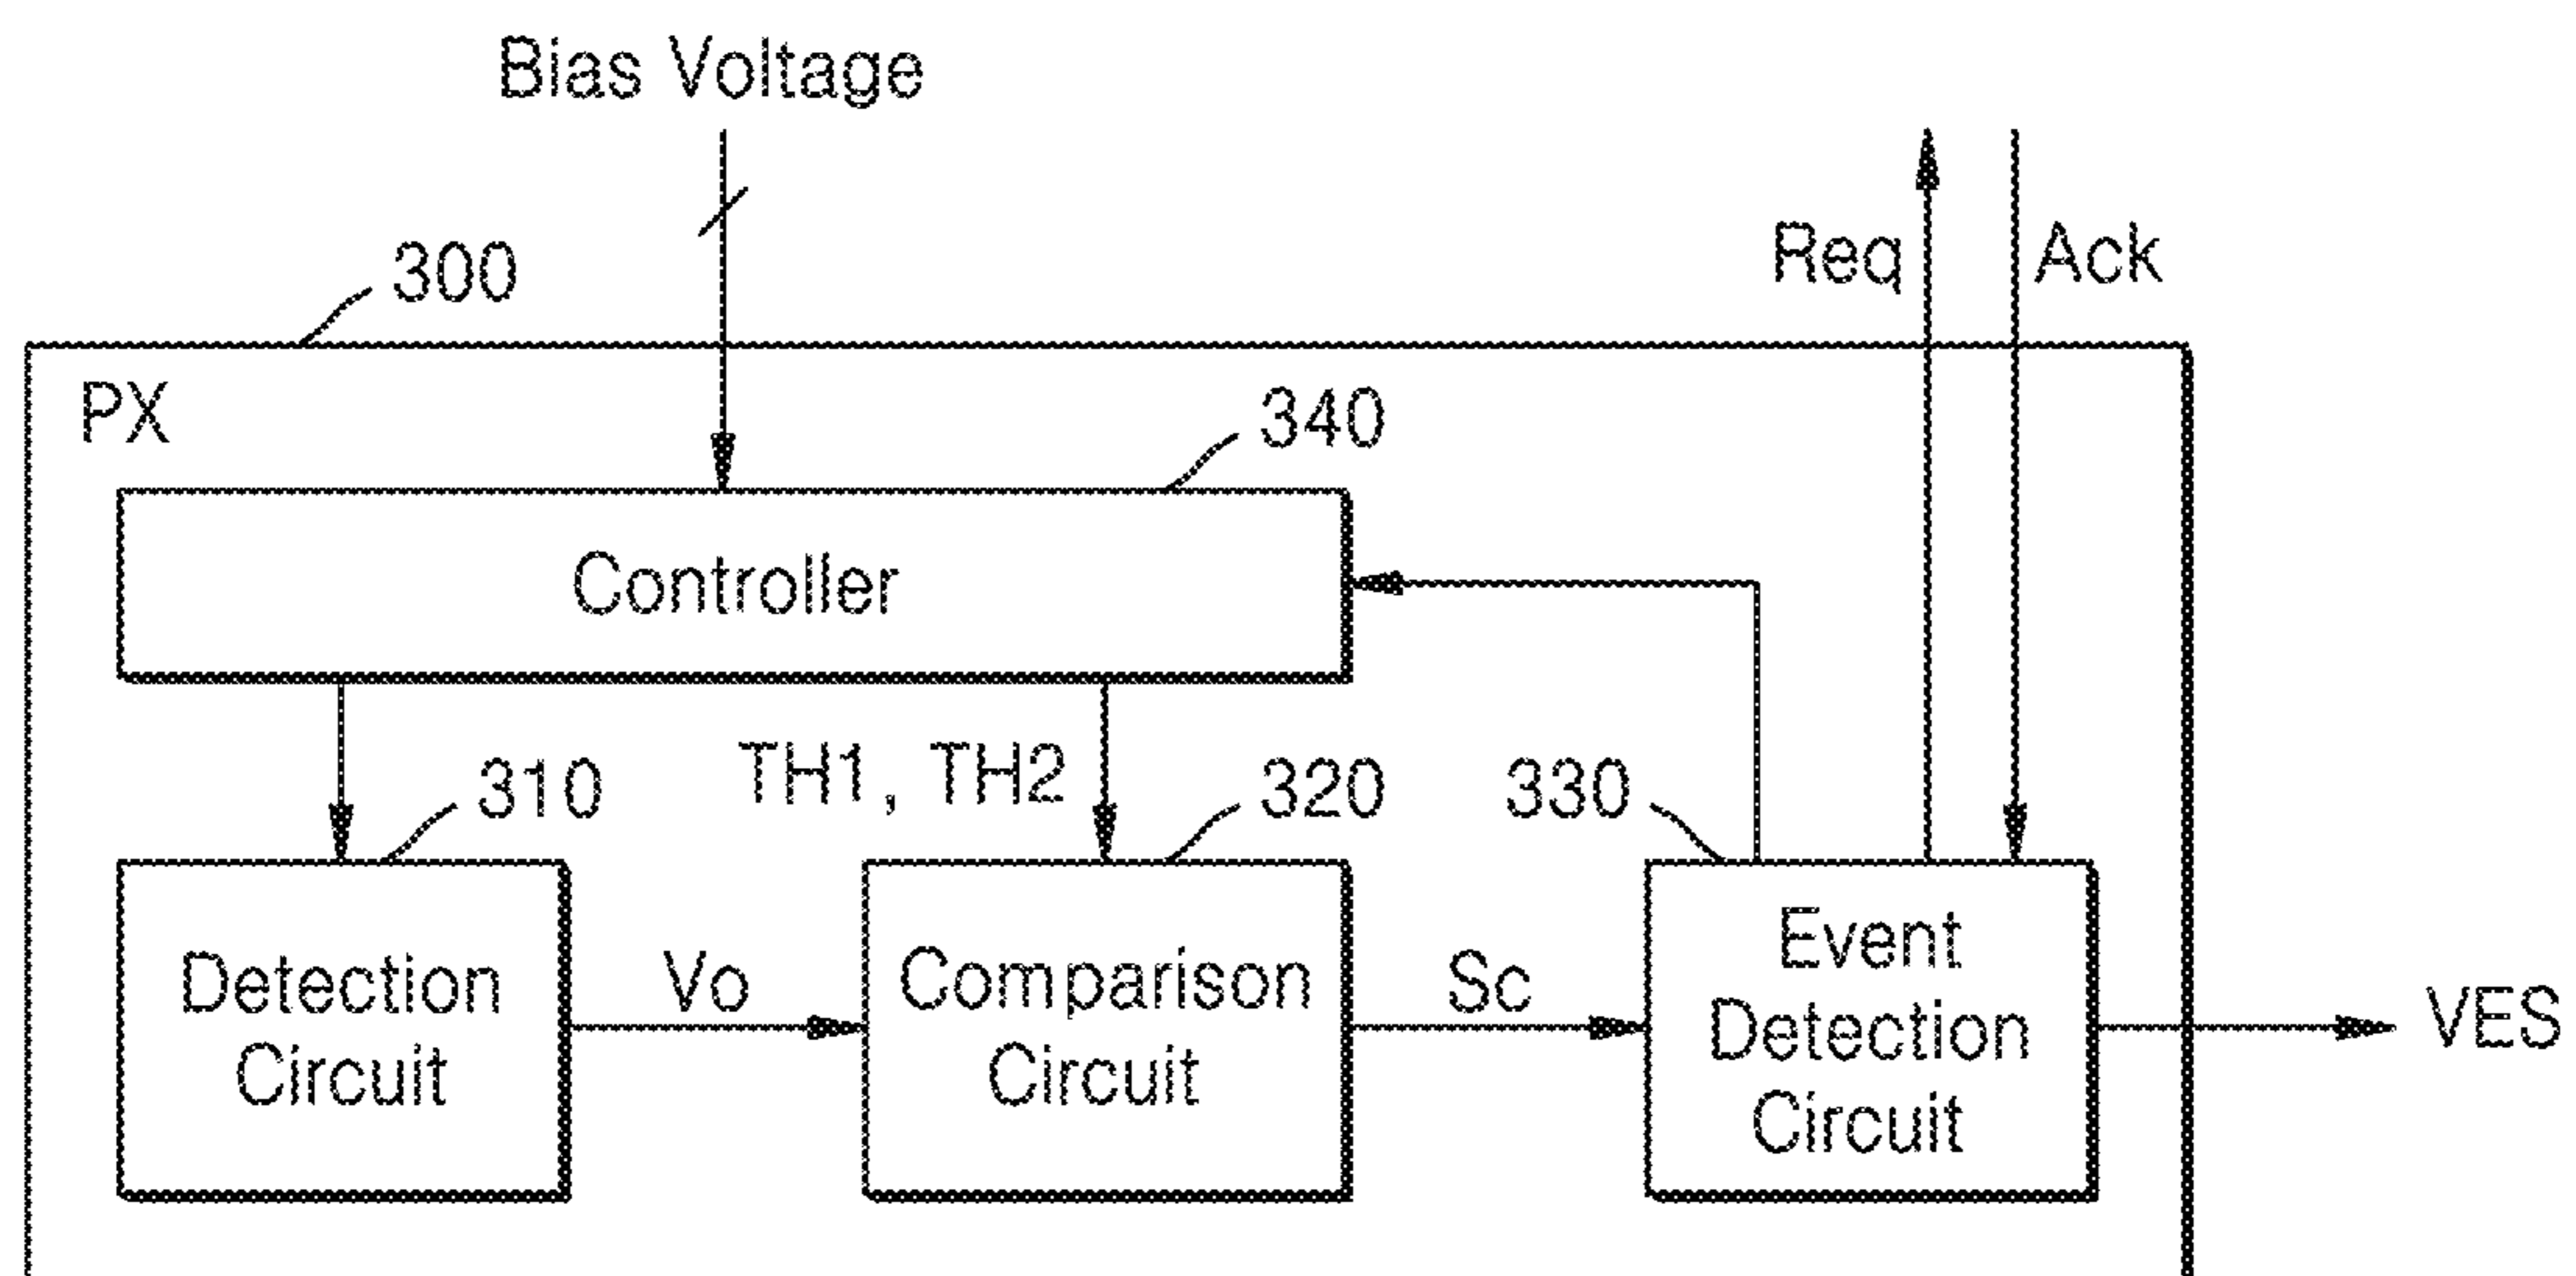 Bias Voltage
Req
Ack
300
PX
340
Controller
TH1, TH2
310
320
330
Detection
Circuit
Vo
Comparison
Circuit
Sc
Event
Detection
Circuit
VES